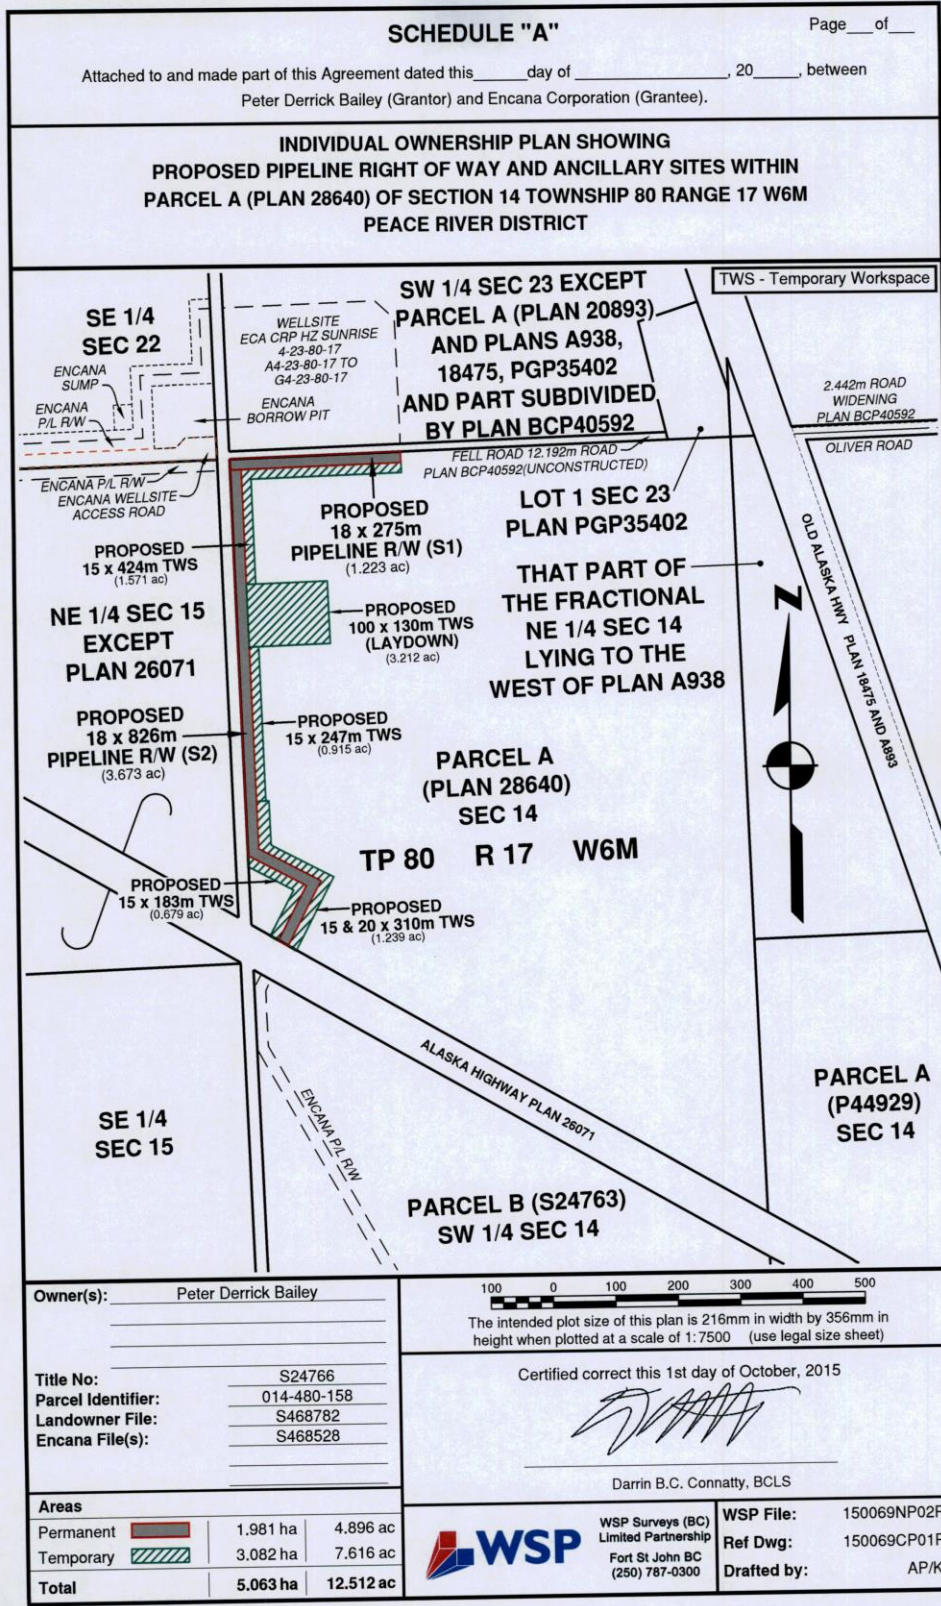 SCHEDULE "A"
Page___of___
Attached to and made part of this Agreement dated this______day of ________________, 20_____, between
Peter Derrick Bailey (Grantor) and Encana Corporation (Grantee).
INDIVIDUAL OWNERSHIP PLAN SHOWING
PROPOSED PIPELINE RIGHT OF WAY AND ANCILLARY SITES WITHIN
PARCEL A (PLAN 28640) OF SECTION 14 TOWNSHIP 80 RANGE 17 W6M
PEACE RIVER DISTRICT
TWS - Temporary Workspace
SE 1/4
SEC 22
ENCANA
SUMP
ENCANA
P/L R/W
WELLSITE
ECA CRP HZ SUNRISE
4-23-80-17
A4-23-80-17 TO
G4-23-80-17
ENCANA
BORROW PIT
SW 1/4 SEC 23 EXCEPT
PARCEL A (PLAN 20893)
AND PLANS A938,
18475, PGP35402
AND PART SUBDIVIDED
BY PLAN BCP40592
2.442m ROAD
WIDENING
PLAN BCP40592
OLIVER ROAD
FELL ROAD 12.192m ROAD
PLAN BCP40592(UNCONSTRUCTED)
ENCANA P/L R/W
ENCANA WELLSITE
ACCESS ROAD
LOT 1 SEC 23
PLAN PGP35402
PROPOSED
18 x 275m
PIPELINE R/W (S1)
(1.223 ac)
PROPOSED
15 x 424m TWS
(1.571 ac)
THAT PART OF
THE FRACTIONAL
NE 1/4 SEC 14
LYING TO THE
WEST OF PLAN A938
OLD ALASKA HWY PLAN 18475 AND A893
NE 1/4 SEC 15
EXCEPT
PLAN 26071
PROPOSED
100 x 130m TWS
(LAYDOWN)
(3.212 ac)
N
PROPOSED
18 x 826m
PIPELINE R/W (S2)
(3.673 ac)
PROPOSED
15 x 247m TWS
(0.915 ac)
PARCEL A
(PLAN 28640)
SEC 14
TP 80 R 17 W6M
PROPOSED
15 x 183m TWS
(0.679 ac)
PROPOSED
15 & 20 x 310m TWS
(1.239 ac)
ALASKA HIGHWAY PLAN 26071
ENCANA P/L R/W
SE 1/4
SEC 15
PARCEL A
(P44929)
SEC 14
PARCEL B (S24763)
SW 1/4 SEC 14
Owner(s): Peter Derrick Bailey
Title No: S24766
Parcel Identifier: 014-480-158
Landowner File: S468782
Encana File(s): S468528
Areas
Permanent 1.981 ha 4.896 ac
Temporary 3.082 ha 7.616 ac
Total 5.063 ha 12.512 ac
100 0 100 200 300 400 500
The intended plot size of this plan is 216mm in width by 356mm in
height when plotted at a scale of 1:7500 (use legal size sheet)
Certified correct this 1st day of October, 2015
Darrin B.C. Connatty, BCLS
WSP
WSP Surveys (BC)
Limited Partnership
Fort St John BC
(250) 787-0300
WSP File: 150069NP02F
Ref Dwg: 150069CP01F
Drafted by: AP/K